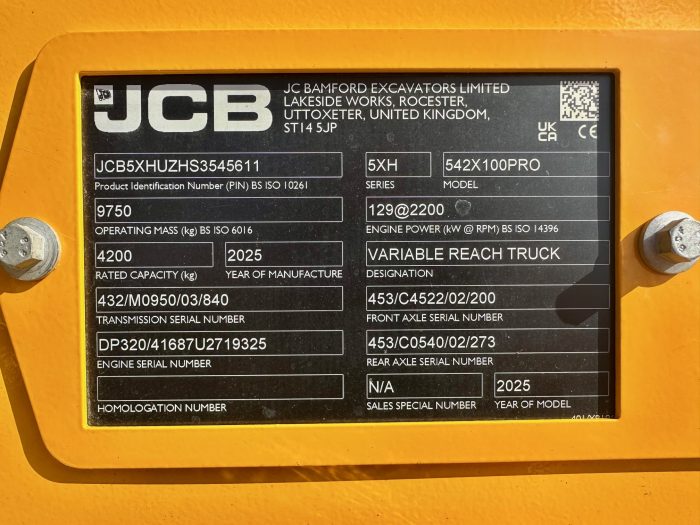 JCB
JC BAMFORD EXCAVATORS LIMITED
LAKESIDE WORKS, ROCESTER,
UTTOXETER, UNITED KINGDOM,
ST14 5JP
UK
CA CE
JCB5XHUZHS3545611
Product Identification Number (PIN) BS ISO 10261
5XH 542X100PRO
SERIES MODEL
9750
OPERATING MASS (kg) BS ISO 6016
129@2200
ENGINE POWER (kW @ RPM) BS ISO 14396
4200 2025
RATED CAPACITY (kg) YEAR OF MANUFACTURE
VARIABLE REACH TRUCK
DESIGNATION
432/M0950/03/840
TRANSMISSION SERIAL NUMBER
453/C4522/02/200
FRONT AXLE SERIAL NUMBER
DP320/41687U2719325
ENGINE SERIAL NUMBER
453/C0540/02/273
REAR AXLE SERIAL NUMBER
HOMOLOGATION NUMBER
N/A 2025
SALES SPECIAL NUMBER YEAR OF MODEL